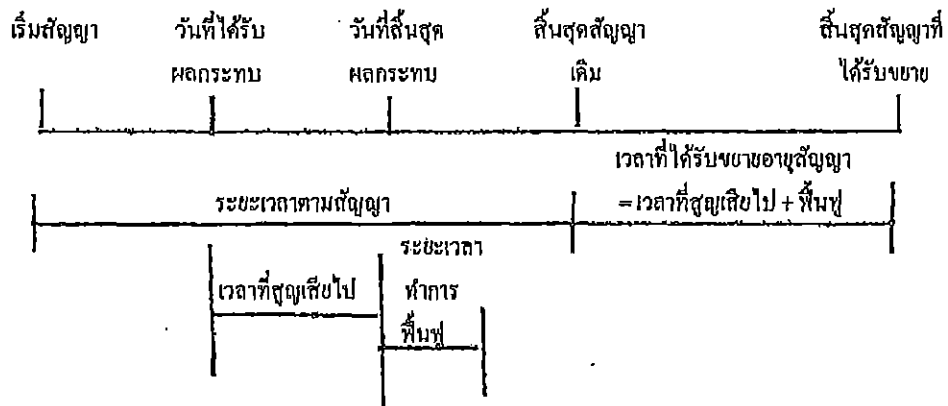 เริ่มสัญญา วันที่ได้รับ วันที่สิ้นสุด สิ้นสุดสัญญา สิ้นสุดสัญญาที่
ผลกระทบ ผลกระทบ เดิม ได้รับขยาย
เวลาที่ได้รับขยายอายุสัญญา
ระยะเวลาตามสัญญา = เวลาที่สูญเสียไป + ฟื้นฟู
ระยะเวลา
เวลาที่สูญเสียไป ทำการ
ฟื้นฟู